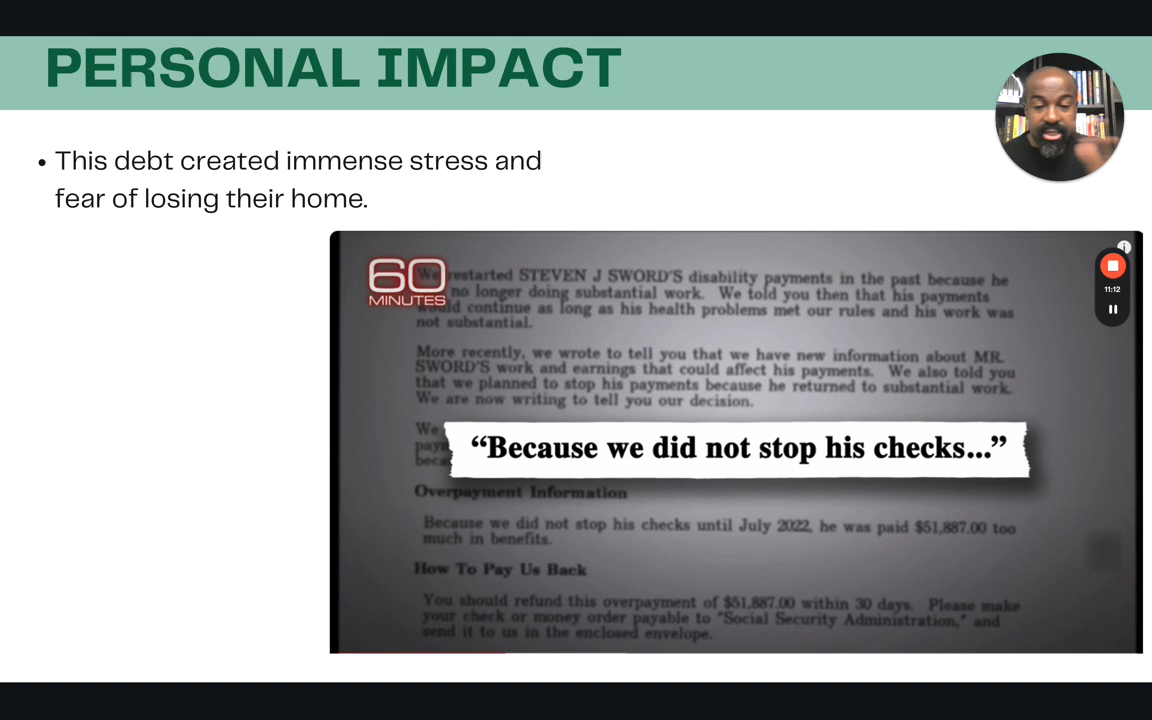 PERSONAL IMPACT
• This debt created immense stress and
fear of losing their home.
60
MINUTES
We restarted STEVEN J SWORD'S disability payments in the past because he
no longer doing substantial work. We told you then that his payments
would continue as long as his health problems met our rules and his work was
not substantial.
More recently, we wrote to tell you that we have new information about MR.
SWORD'S work and earnings that could affect his payments. We also told you
that we planned to stop his payments because he returned to substantial work.
We are now writing to tell you our decision.
We
“Because we did not stop his checks...”
Overpayment Information
Because we did not stop his checks until July 2022, he was paid $51,887.00 too
much in benefits.
How To Pay Us Back
You should refund this overpayment of $51,887.00 within 30 days. Please make
your check or money order payable to "Social Security Administration," and
send it to us in the enclosed envelope.
11:12